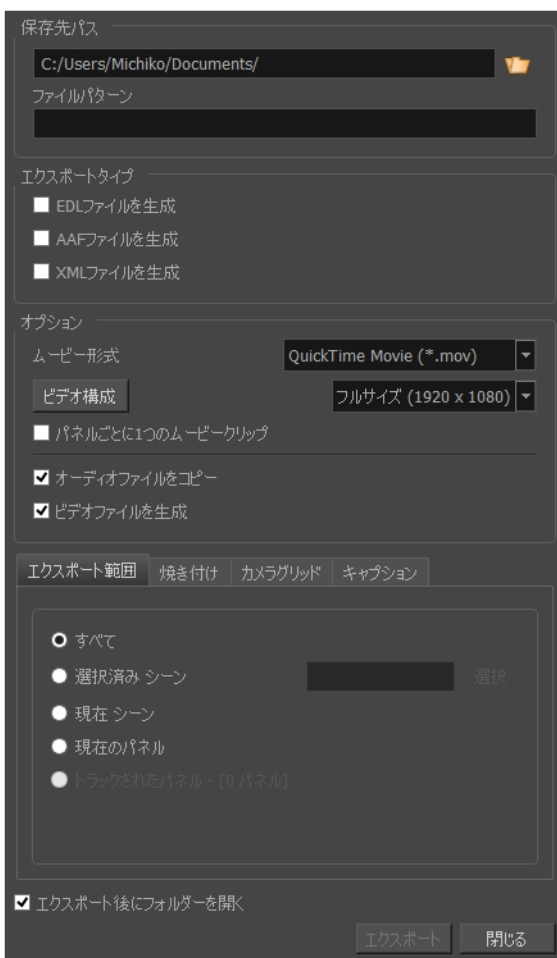 保存先パス
C:/Users/Michiko/Documents/
ファイルパターン
エクスポートタイプ
EDLファイルを生成
AAFファイルを生成
XMLファイルを生成
オプション
ムービー形式
QuickTime Movie (*.mov)
ビデオ構成
フルサイズ (1920 x 1080)
パネルごとに1つのムービークリップ
オーディオファイルをコピー
ビデオファイルを生成
エクスポート範囲 焼き付け カメラグリッド キャプション
すべて
選択済み シーン
選択
現在 シーン
現在のパネル
トラックされたパネル - [0 パネル]
エクスポート後にフォルダーを開く
エクスポート 閉じる